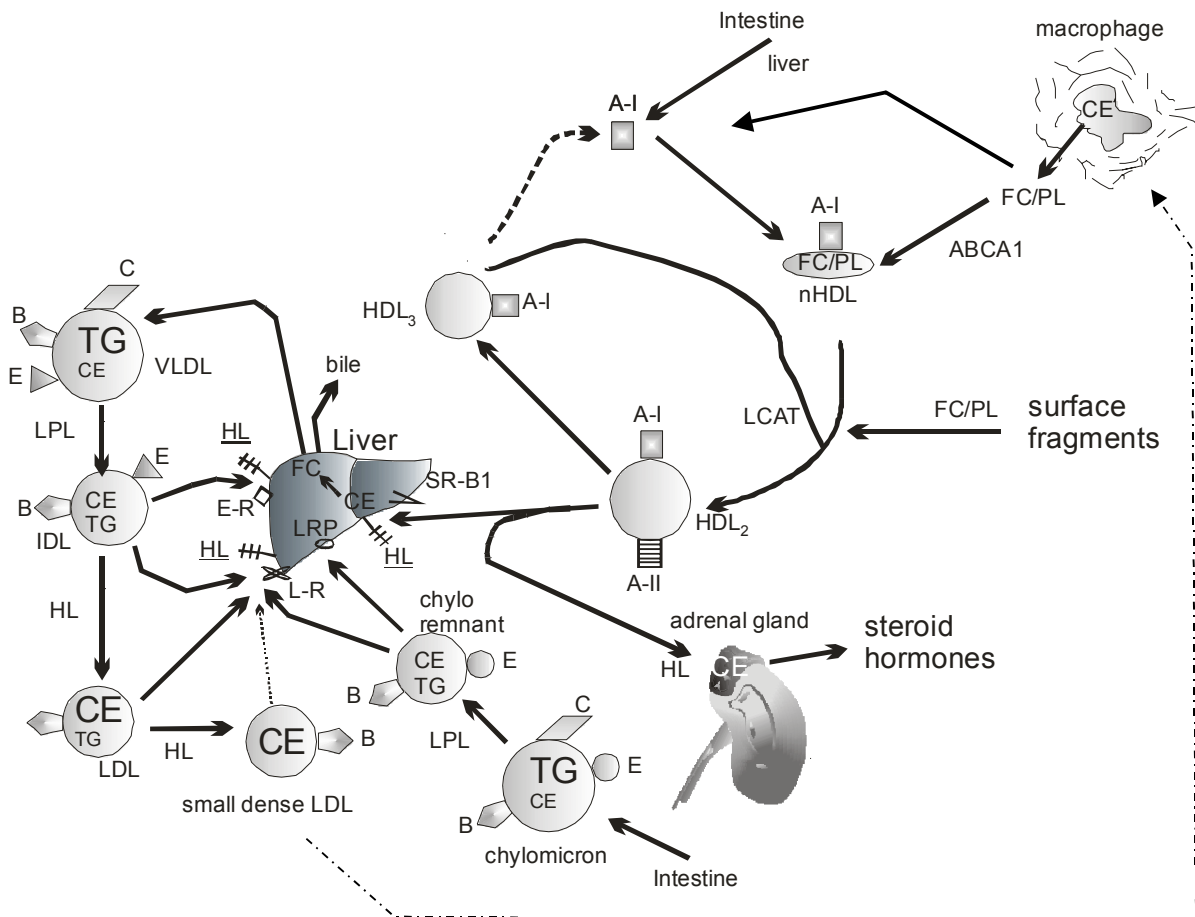 Intestine
liver
macrophage
CE
A-I
FC/PL
A-I
ABCA1
FC/PL
nHDL
HDL3
A-I
C
B
TG
CE
E
VLDL
bile
LPL
LCAT
FC/PL
surface
fragments
A-I
HL
Liver
FC
SR-B1
E
CE
TG
B
IDL
E-R
CE
LRP
HL
HDL2
A-II
HL
L-R
HL
chylo
remnant
adrenal gland
steroid
hormones
CE
TG
E
B
HL
CE
CE
TG
LDL
HL
CE
B
LPL
C
small dense LDL
TG
CE
E
B
chylomicron
Intestine